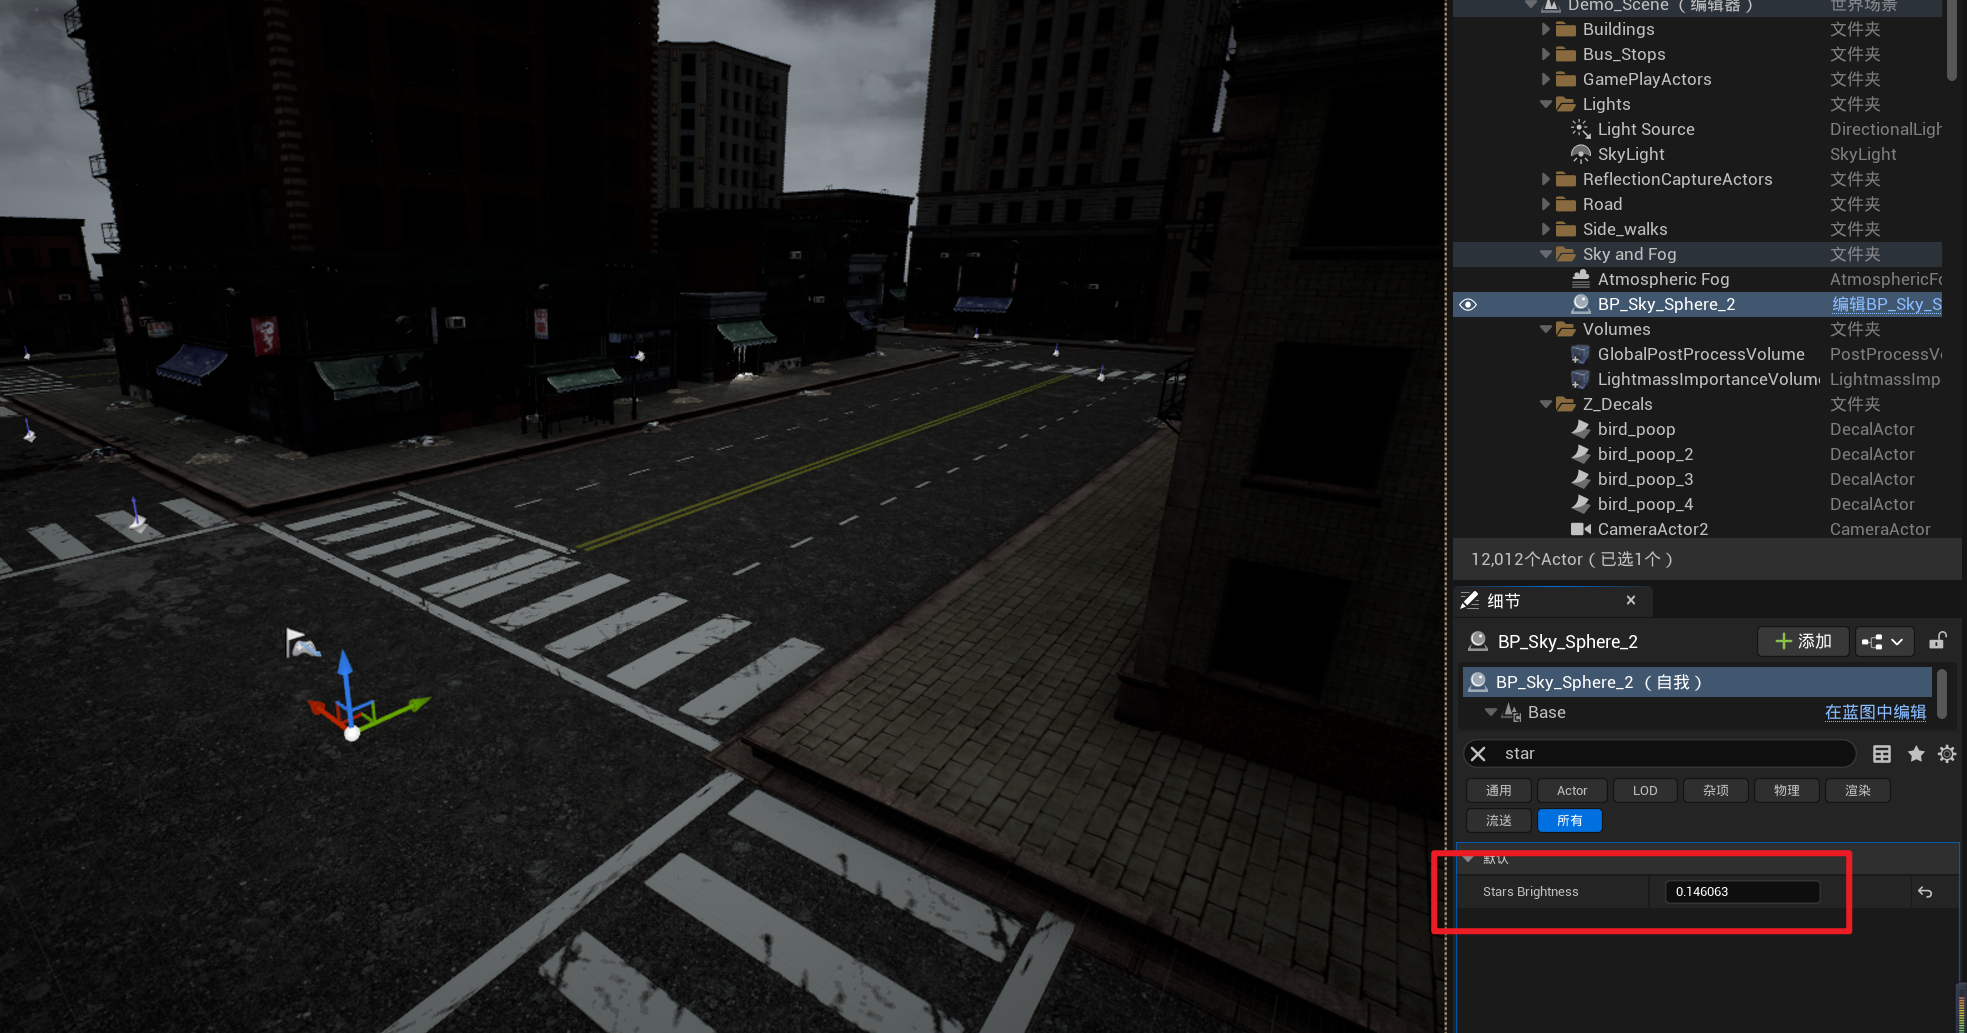 Demo_Scene（编辑器） 世界场景
Buildings 文件夹
Bus_Stops 文件夹
GamePlayActors 文件夹
Lights 文件夹
Light Source DirectionalLigh
SkyLight SkyLight
ReflectionCaptureActors 文件夹
Road 文件夹
Side_walks 文件夹
Sky and Fog 文件夹
Atmospheric Fog AtmosphericFo
BP_Sky_Sphere_2 编辑BP_Sky_S
Volumes 文件夹
GlobalPostProcessVolume PostProcessVo
LightmassImportanceVolume LightmassImp
Z_Decals 文件夹
bird_poop DecalActor
bird_poop_2 DecalActor
bird_poop_3 DecalActor
bird_poop_4 DecalActor
CameraActor2 CameraActor
12,012个Actor（已选1个）
细节
BP_Sky_Sphere_2 添加
BP_Sky_Sphere_2（自我）
Base 在蓝图中编辑
star
通用 Actor LOD 杂项 物理 渲染
流送 所有
默认
Stars Brightness 0.146063